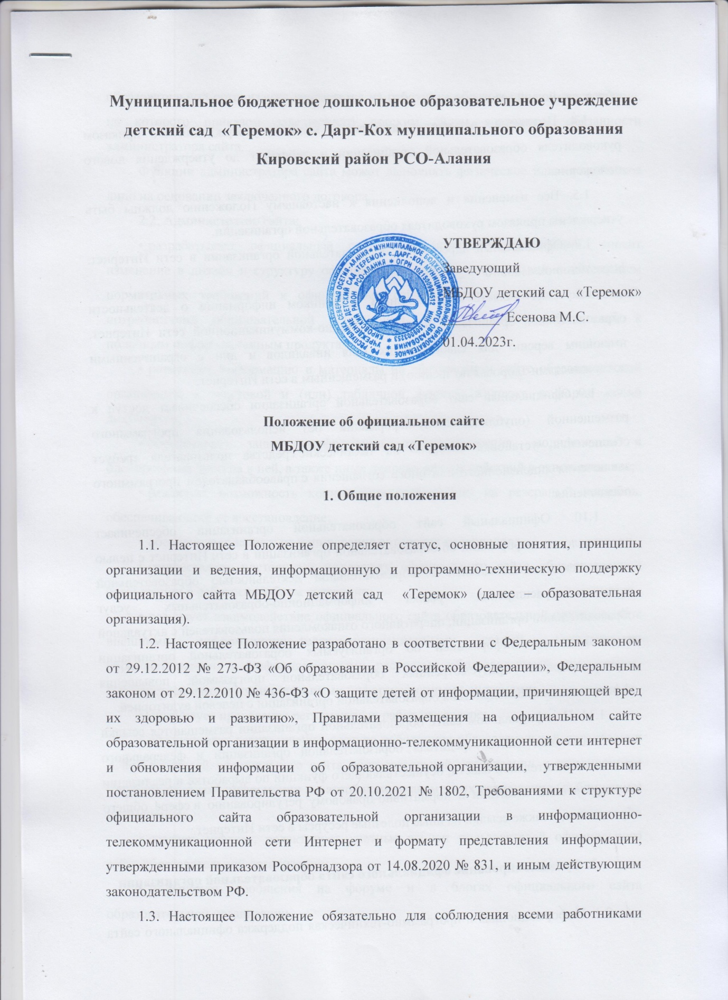 Муниципальное бюджетное дошкольное образовательное учреждение
детский сад «Теремок» с. Дарг-Кох муниципального образования
Кировский район РСО-Алания
УТВЕРЖДАЮ
Заведующий
МБДОУ детский сад «Теремок»
Есенова М.С.
01.04.2023г.
Положение об официальном сайте
МБДОУ детский сад «Теремок»
1. Общие положения
1.1. Настоящее Положение определяет статус, основные понятия, принципы
организации и ведения, информационную и программно-техническую поддержку
официального сайта МБДОУ детский сад «Теремок» (далее – образовательная
организация).
1.2. Настоящее Положение разработано в соответствии с Федеральным законом
от 29.12.2012 № 273-ФЗ «Об образовании в Российской Федерации», Федеральным
законом от 29.12.2010 № 436-ФЗ «О защите детей от информации, причиняющей вред
их здоровью и развитию», Правилами размещения на официальном сайте
образовательной организации в информационно-телекоммуникационной сети интернет
и обновления информации об образовательной организации, утвержденными
постановлением Правительства РФ от 20.10.2021 № 1802, Требованиями к структуре
официального сайта образовательной организации в информационно-
телекоммуникационной сети Интернет и формату представления информации,
утвержденными приказом Рособрнадзора от 14.08.2020 № 831, и иным действующим
законодательством РФ.
1.3. Настоящее Положение обязательно для соблюдения всеми работниками